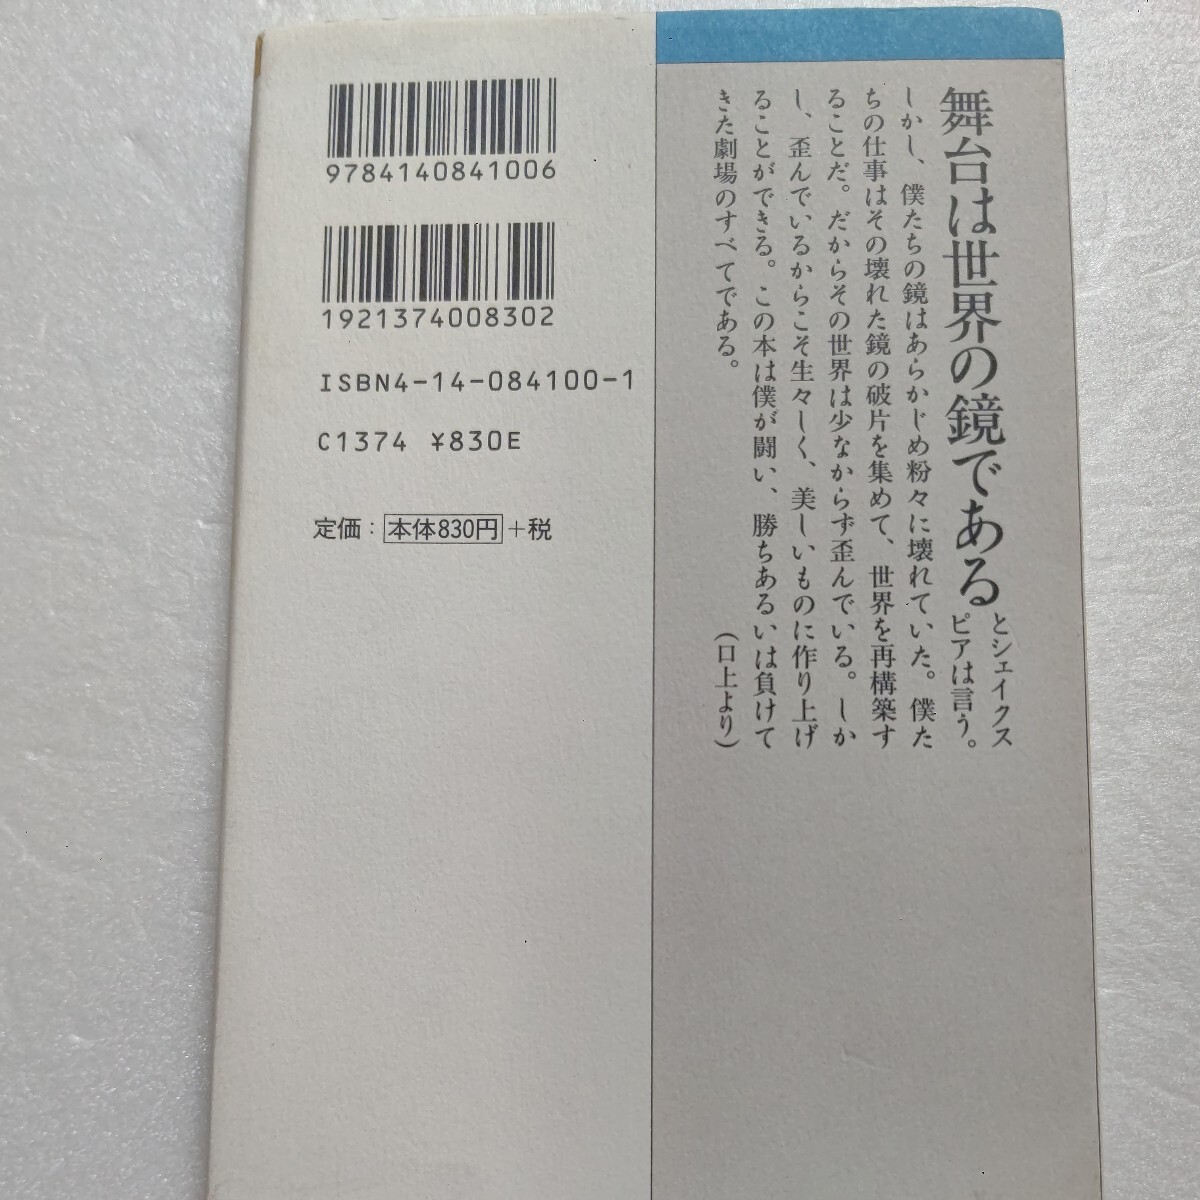 9784140841006
1921374008302
ISBN4-14-084100-1
C1374 ¥830E
定価：本体830円＋税
舞台は世界の鏡であるとシェイクス
ピアは言う。
しかし、僕たちの鏡はあらかじめ粉々に壊れていた。僕た
ちの仕事はその壊れた鏡の破片を集めて、世界を再構築す
ることだ。だからその世界は少なからず歪んでいる。しか
し、歪んでいるからこそ生々しく、美しいものに作り上げ
ることができる。この本は僕が闘い、勝ちあるいは負けて
きた劇場のすべてである。
（口上より）